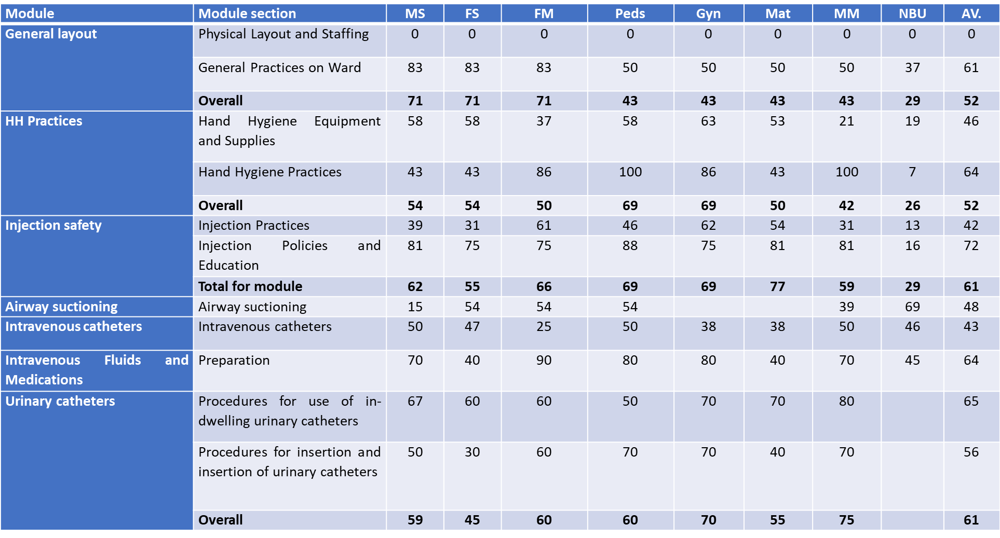 Module Module section MS FS FM Peds Gyn Mat MM NBU AV.
General layout Physical Layout and Staffing 0 0 0 0 0 0 0 0 0
General Practices on Ward 83 83 83 50 50 50 50 37 61
Overall 71 71 71 43 43 43 43 29 52
HH Practices Hand Hygiene Equipment 58 58 37 58 63 53 21 19 46
and Supplies
Hand Hygiene Practices 43 43 86 100 86 43 100 7 64
Overall 54 54 50 69 69 50 42 26 52
Injection safety Injection Practices 39 31 61 46 62 54 31 13 42
Injection Policies and 81 75 75 88 75 81 81 16 72
Education
Total for module 62 55 66 69 69 77 59 29 61
Airway suctioning Airway suctioning 15 54 54 54 39 69 48
Intravenous catheters Intravenous catheters 50 47 25 50 38 38 50 46 43
Intravenous Fluids and Preparation 70 40 90 80 80 40 70 45 64
Medications
Urinary catheters Procedures for use of in- 67 60 60 50 70 70 80 65
dwelling urinary catheters
Procedures for insertion and 50 30 60 70 70 40 70 56
insertion of urinary catheters
Overall 59 45 60 60 70 55 75 61